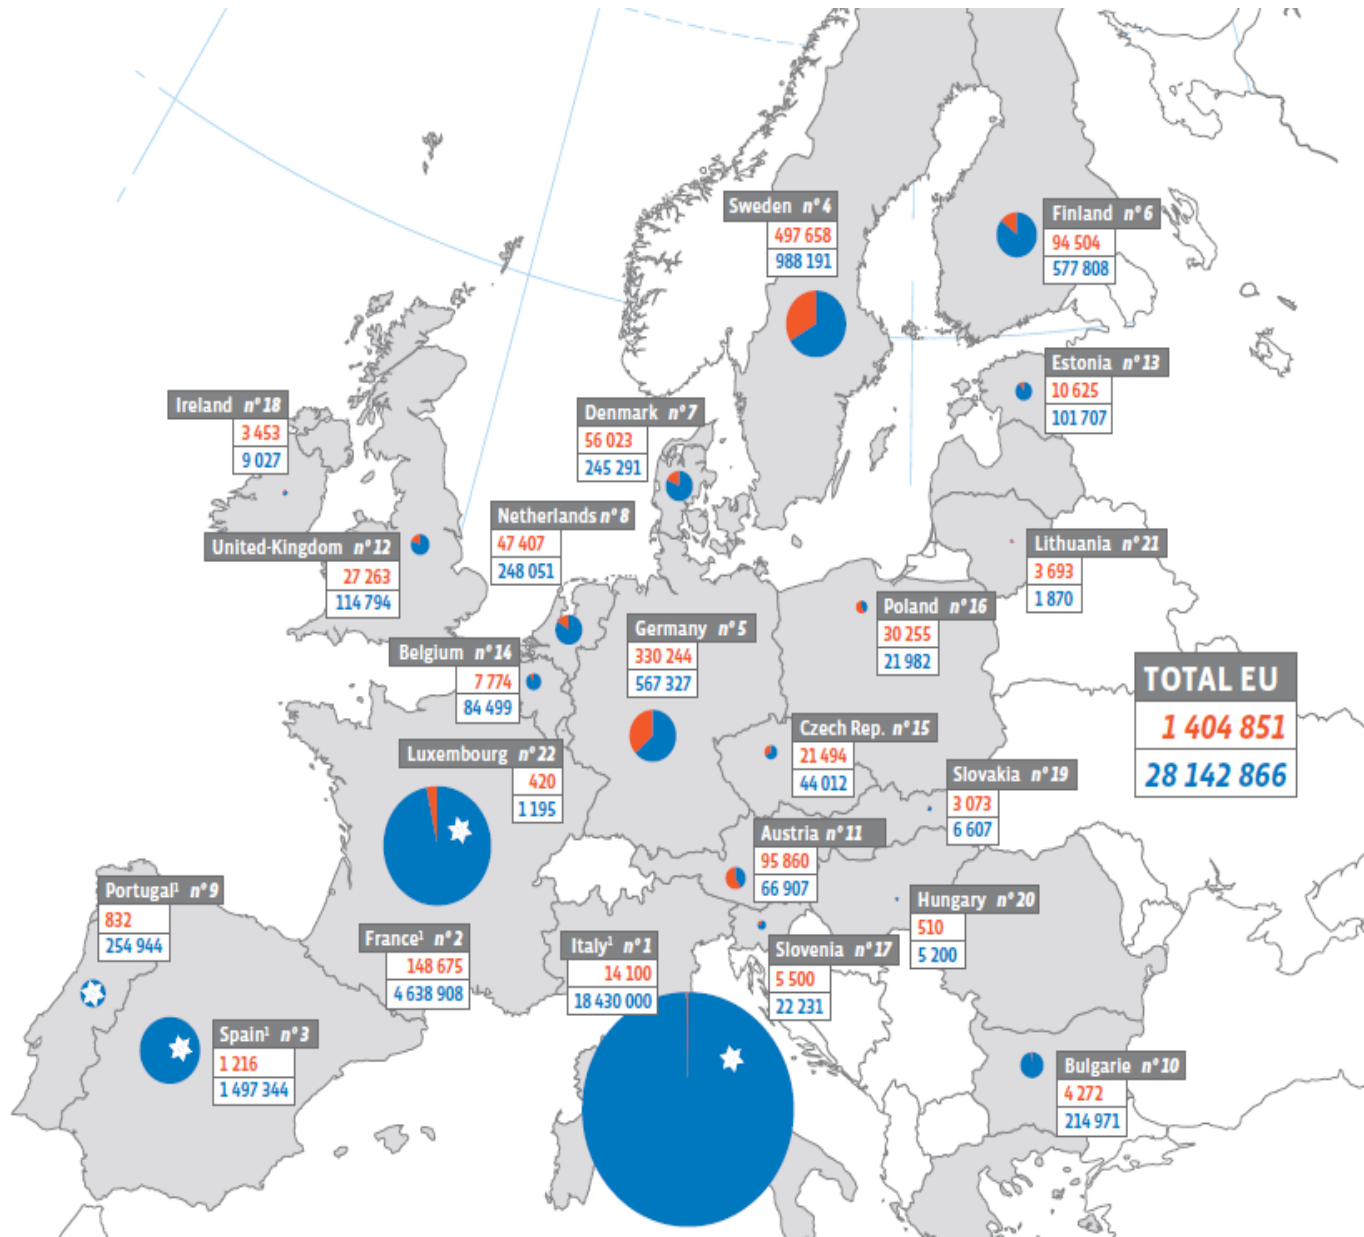 Sweden n° 4
497 658
988 191
Finland n° 6
94 504
577 808
Estonia n° 13
10 625
101 707
Ireland n° 18
3 453
9 027
Denmark n° 7
56 023
245 291
Netherlands n° 8
47 407
248 051
United-Kingdom n° 12
27 263
114 794
Lithuania n° 21
3 693
1 870
Poland n° 16
30 255
21 982
Germany n° 5
330 244
567 327
Belgium n° 14
7 774
84 499
TOTAL EU
1 404 851
28 142 866
Czech Rep. n° 15
21 494
44 012
Luxembourg n° 22
420
1 195
Slovakia n° 19
3 073
6 607
Austria n° 11
95 860
66 907
Portugal¹ n° 9
832
254 944
Hungary n° 20
510
5 200
France¹ n° 2
148 675
4 638 908
Italy¹ n° 1
14 100
18 430 000
Slovenia n° 17
5 500
22 231
Spain¹ n° 3
1 216
1 497 344
Bulgarie n° 10
4 272
214 971